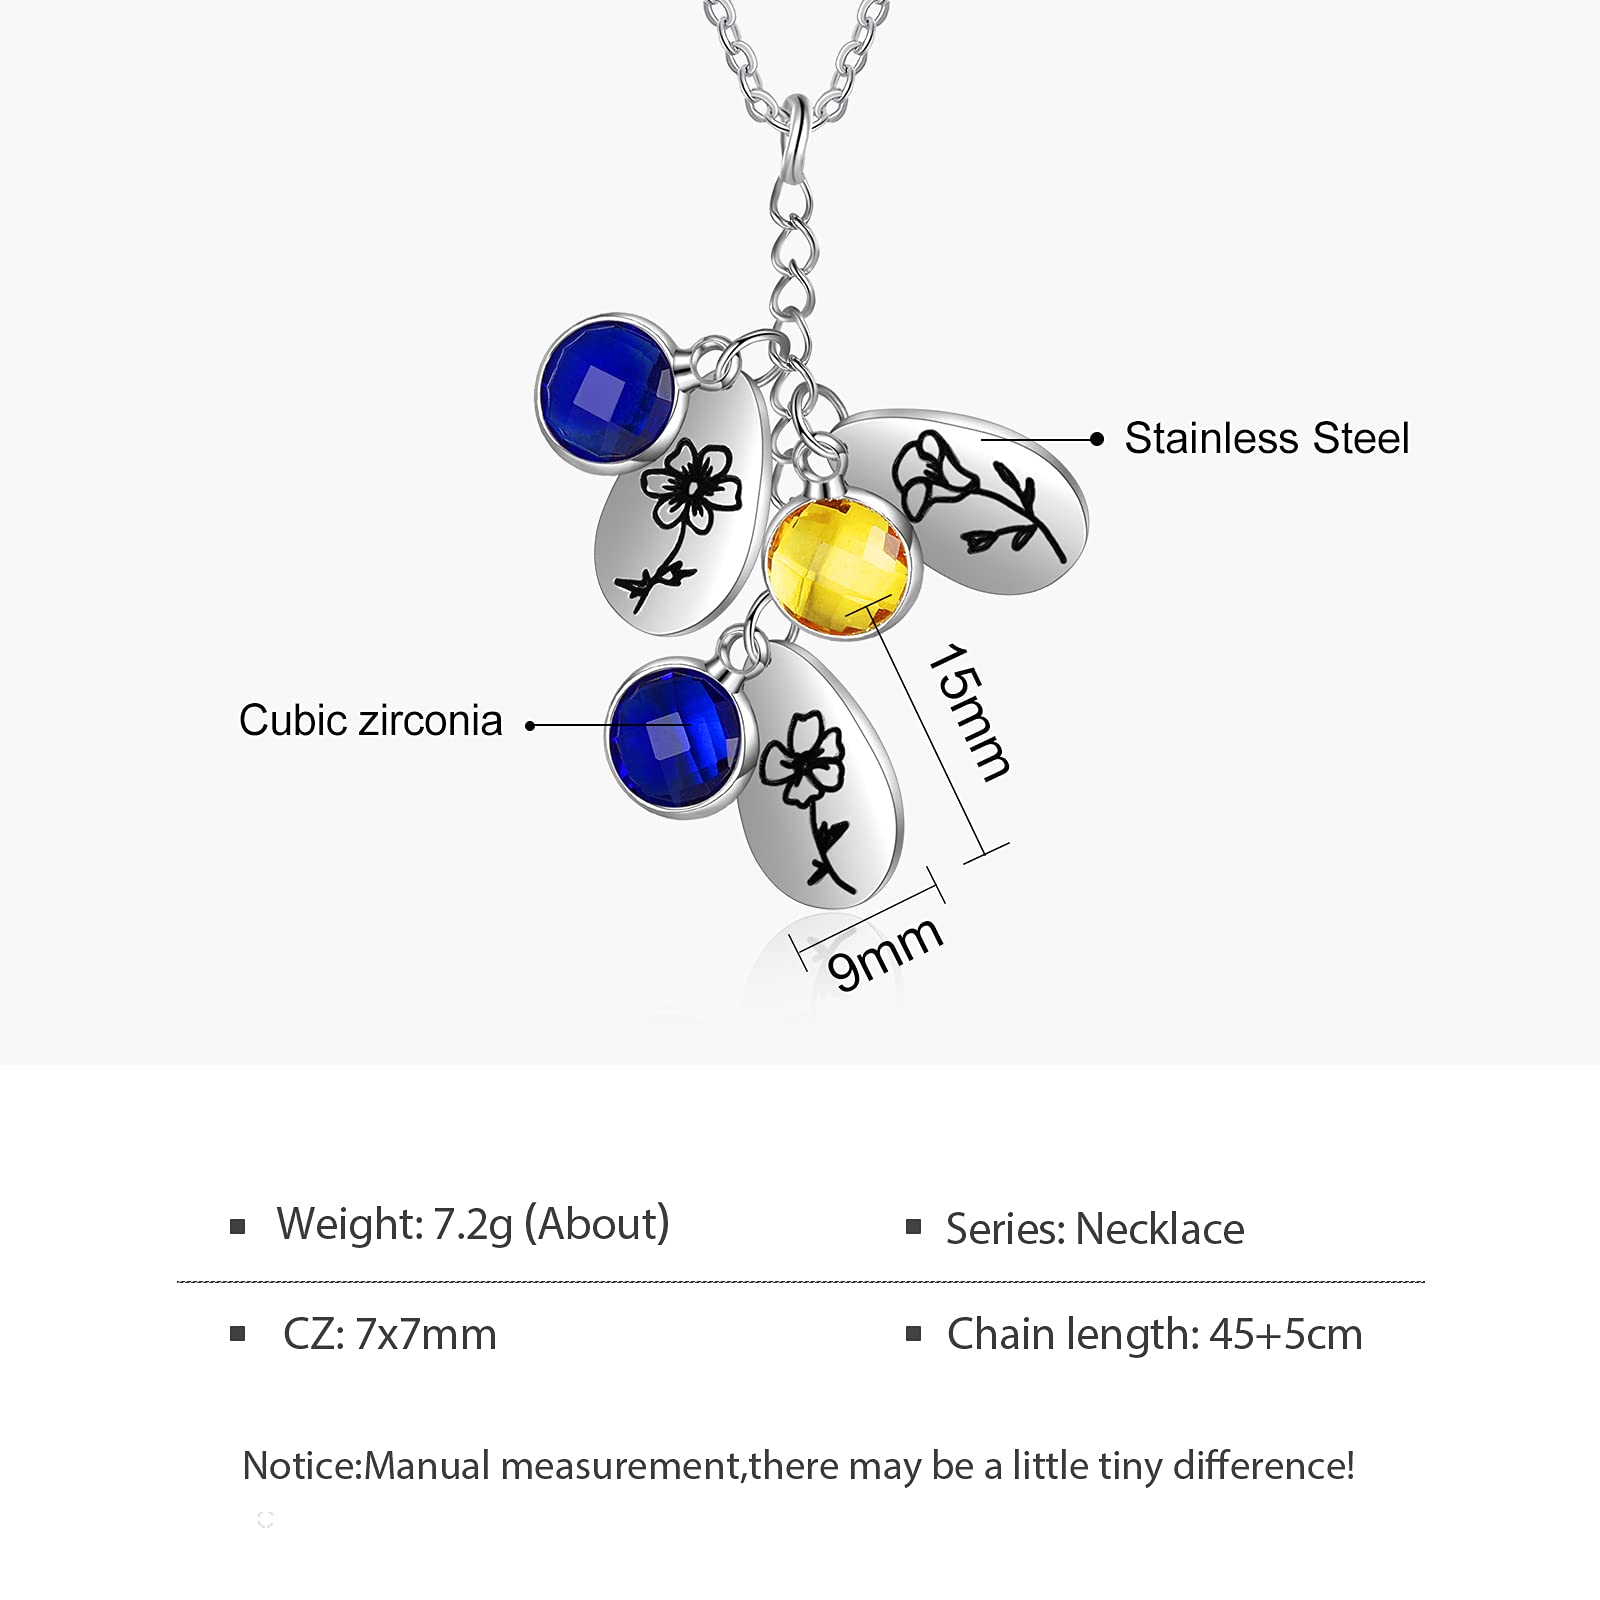 Stainless Steel
Cubic zirconia
15mm
9mm
Weight: 7.2g (About)
Series: Necklace
CZ: 7x7mm
Chain length: 45+5cm
Notice:Manual measurement,there may be a little tiny difference!